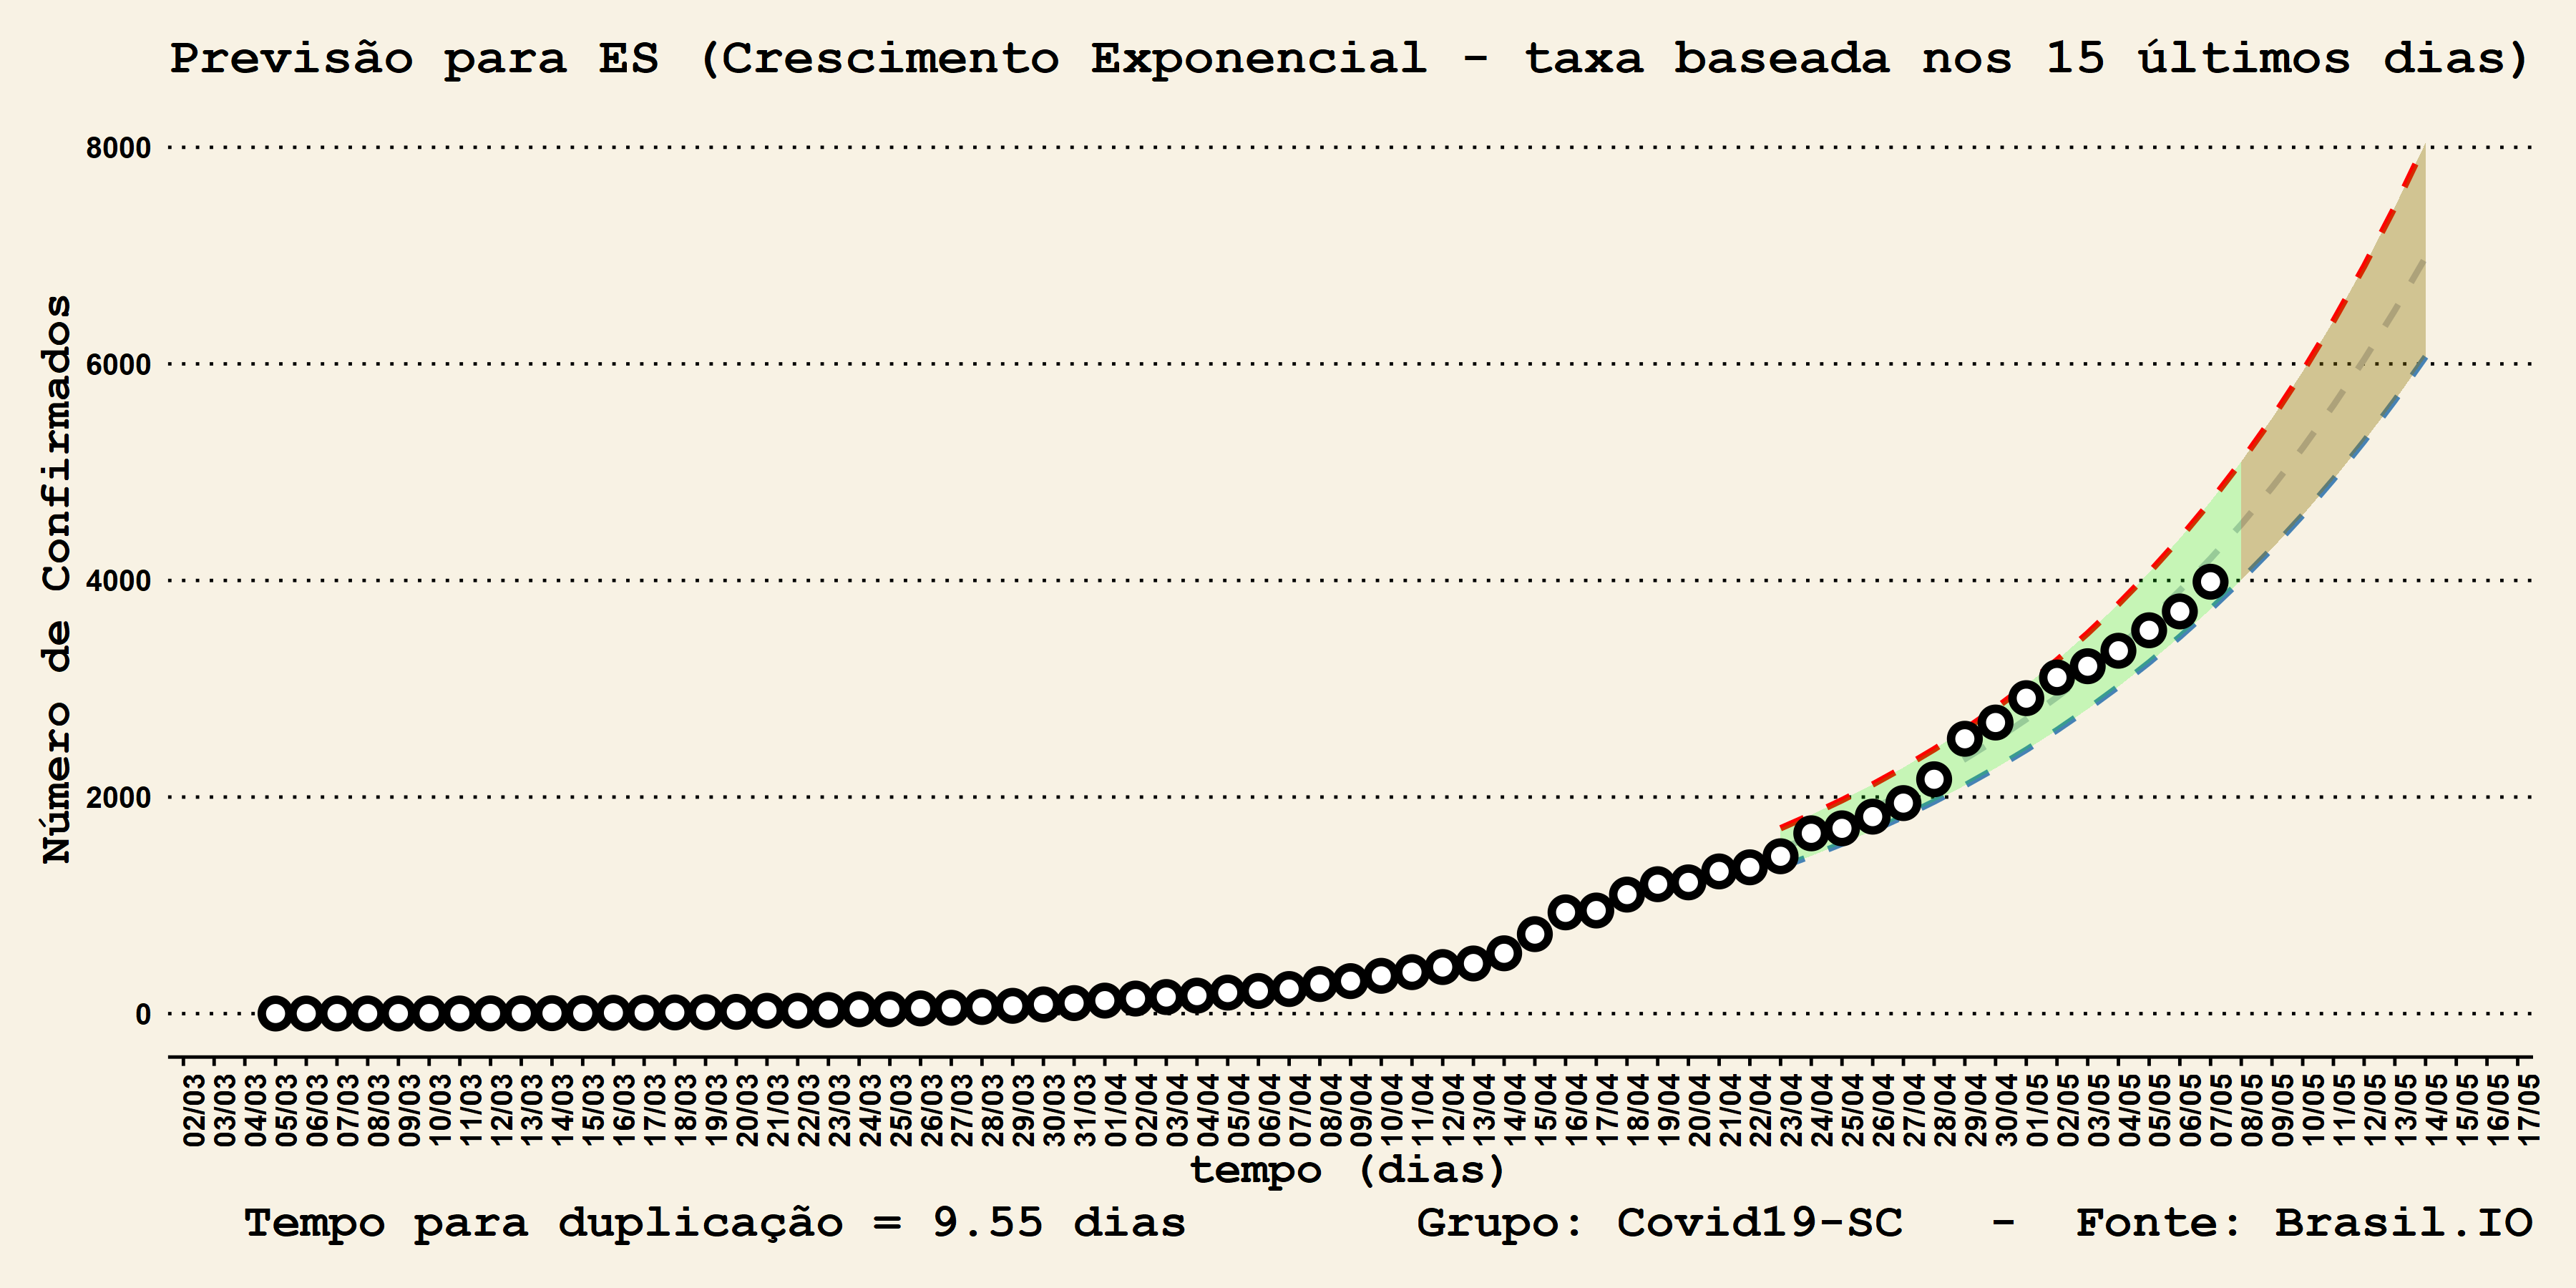 Previsão para ES (Crescimento Exponencial - taxa baseada nos 15 últimos dias)
Número de Confirmados
8000
6000
4000
2000
0
02/03 03/03 04/03 05/03 06/03 07/03 08/03 09/03 10/03 11/03 12/03 13/03 14/03 15/03 16/03 17/03 18/03 19/03 20/03 21/03 22/03 23/03 24/03 25/03 26/03 27/03 28/03 29/03 30/03 31/03 01/04 02/04 03/04 04/04 05/04 06/04 07/04 08/04 09/04 10/04 11/04 12/04 13/04 14/04 15/04 16/04 17/04 18/04 19/04 20/04 21/04 22/04 23/04 24/04 25/04 26/04 27/04 28/04 29/04 30/04 01/05 02/05 03/05 04/05 05/05 06/05 07/05 08/05 09/05 10/05 11/05 12/05 13/05 14/05 15/05 16/05 17/05
tempo (dias)
Tempo para duplicação = 9.55 dias Grupo: Covid19-SC - Fonte: Brasil.IO